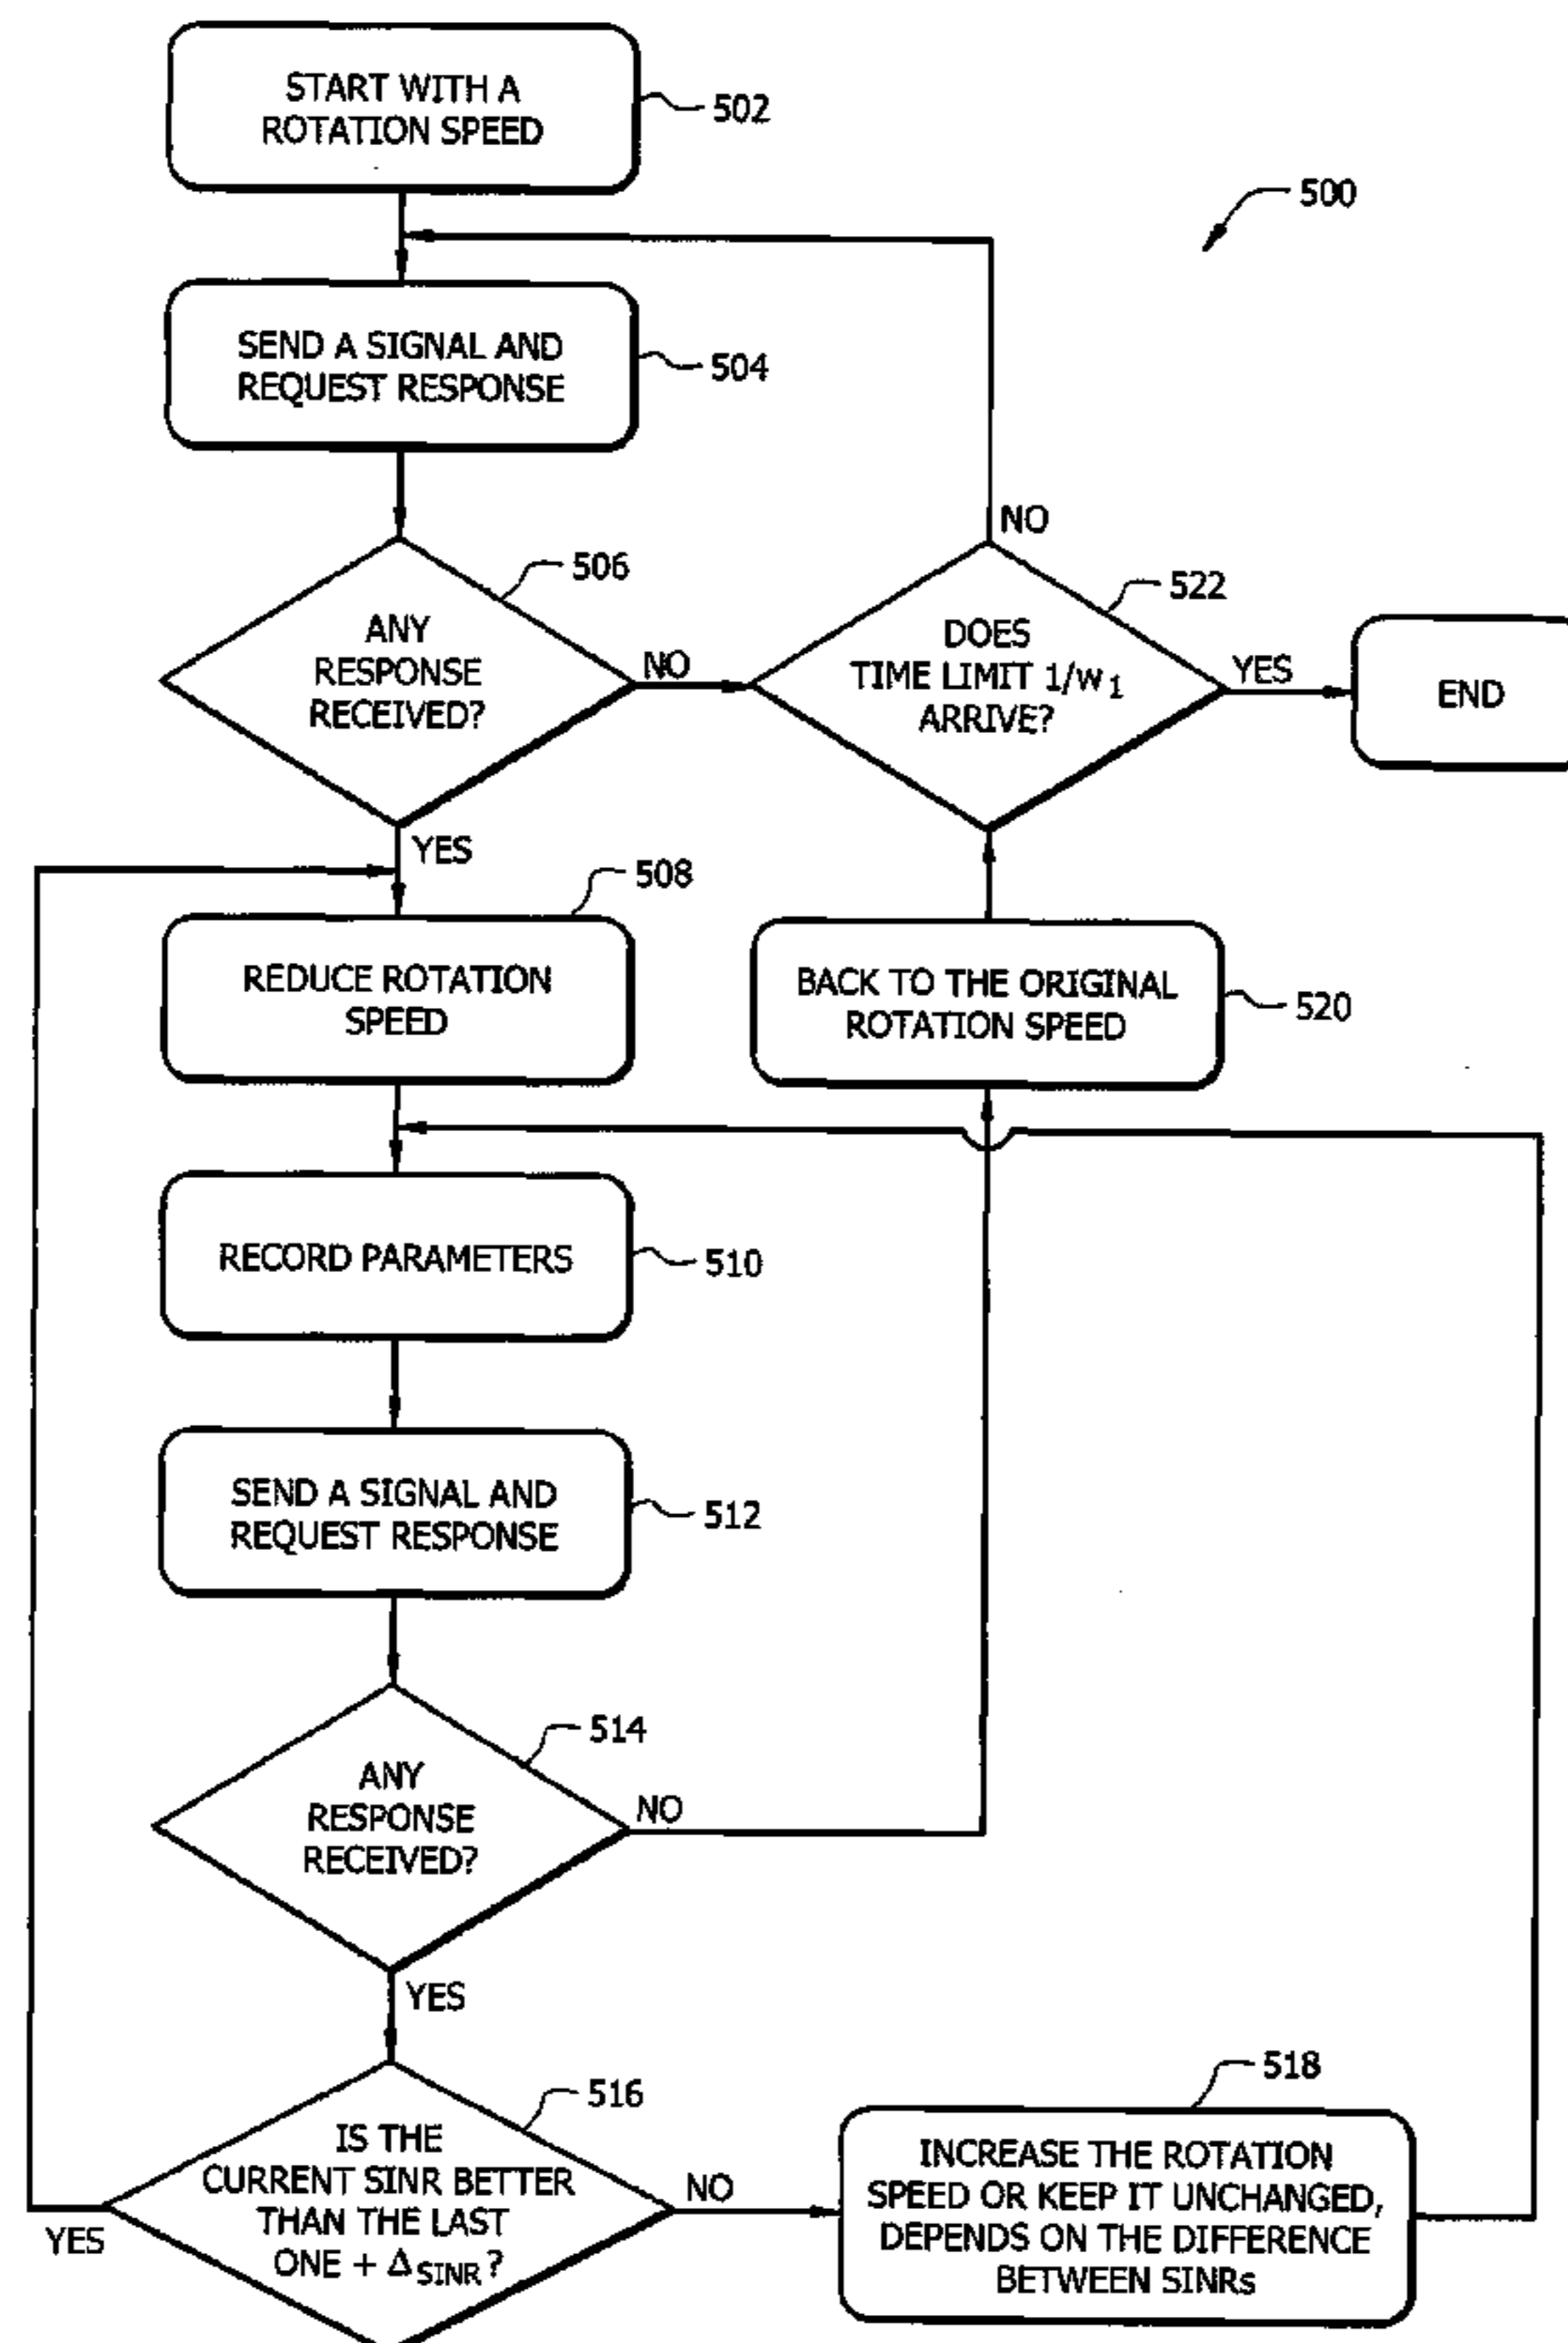 START WITH A
ROTATION SPEED
502
500
SEND A SIGNAL AND
REQUEST RESPONSE
504
NO
506
ANY
RESPONSE
RECEIVED?
NO
522
DOES
TIME LIMIT 1/w1
ARRIVE?
YES
END
YES
508
REDUCE ROTATION
SPEED
BACK TO THE ORIGINAL
ROTATION SPEED
520
RECORD PARAMETERS
510
SEND A SIGNAL AND
REQUEST RESPONSE
512
514
ANY
RESPONSE
RECEIVED?
NO
YES
516
IS THE
CURRENT SINR BETTER
THAN THE LAST
ONE + ΔSINR?
YES
NO
518
INCREASE THE ROTATION
SPEED OR KEEP IT UNCHANGED,
DEPENDS ON THE DIFFERENCE
BETWEEN SINRs